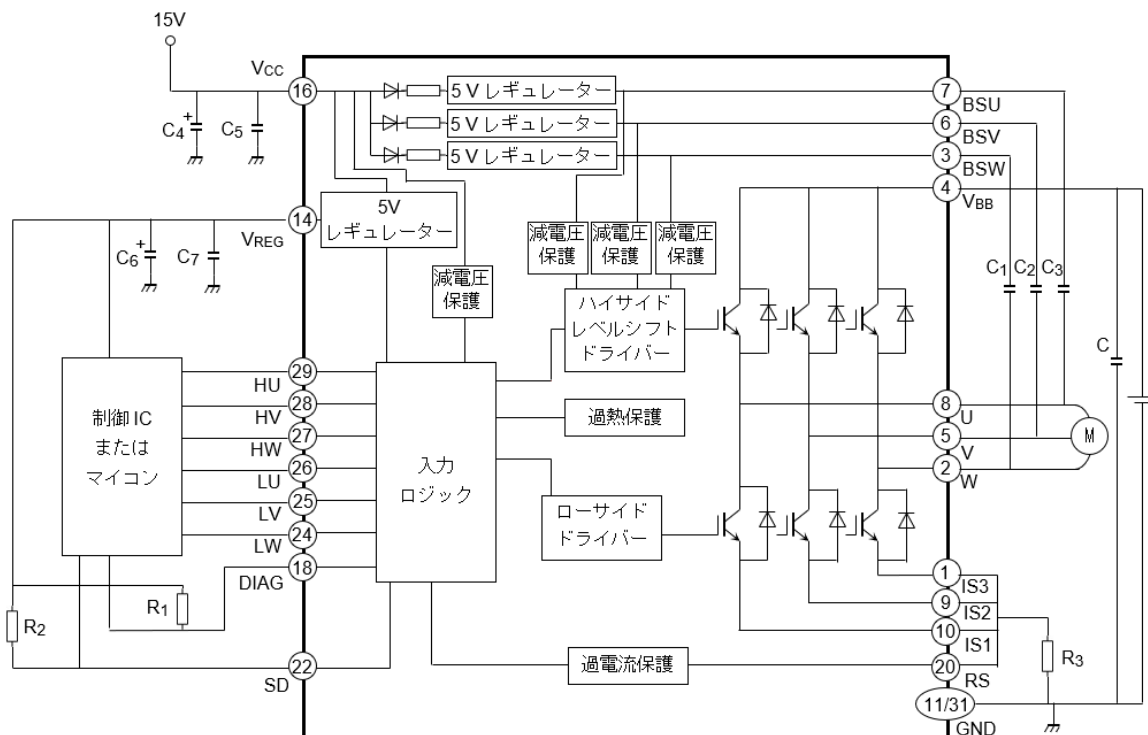 15V
VCC
16
C4
+
C5
5 V レギュレーター
5 V レギュレーター
5 V レギュレーター
7
BSU
6
BSV
3
BSW
4
VBB
14
VREG
C6
+
C7
5V
レギュレーター
減電圧
保護
減電圧
保護
減電圧
保護
減電圧
保護
C1
C2
C3
C
ハイサイド
レベルシフト
ドライバー
制御 IC
または
マイコン
29
HU
28
HV
27
HW
26
LU
25
LV
24
LW
18
DIAG
入力
ロジック
過熱保護
ローサイド
ドライバー
8
U
5
V
2
W
M
1
IS3
9
IS2
10
IS1
20
RS
11/31
GND
R1
R2
R3
22
SD
過電流保護